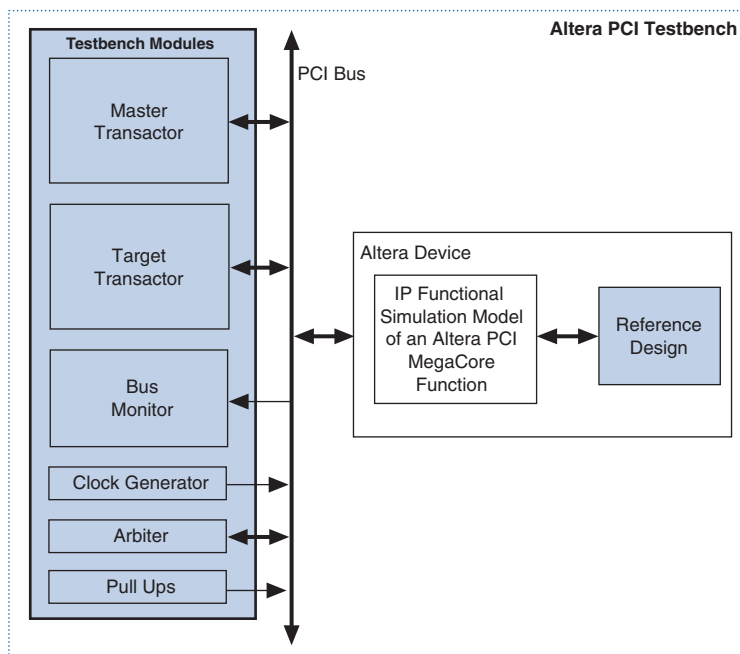 Altera PCI Testbench
Testbench Modules
PCI Bus
Master
Transactor
Target
Transactor
Bus
Monitor
Clock Generator
Arbiter
Pull Ups
Altera Device
IP Functional
Simulation Model
of an Altera PCI
MegaCore
Function
Reference
Design